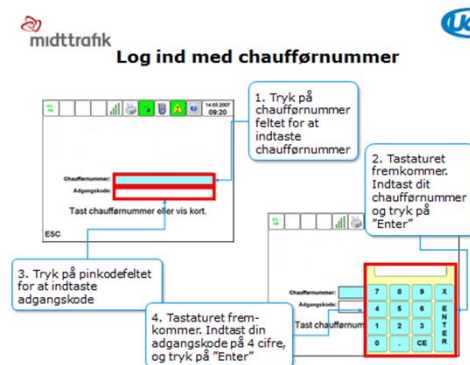 midttrafik
Log ind med chaufførnummer
1. Tryk på
chaufførnummer
feltet for at
indtaste
chaufførnummer
14.03.2007
09:20
Chaufførnummer:
Adgangskode:
Tast chaufførnummer eller vis kort.
ESC
2. Tastaturet
fremkommer.
Indtast dit
chaufførnummer
og tryk på
"Enter"
3. Tryk på pinkodefeltet
for at indtaste
adgangskode
4. Tastaturet frem-
kommer. Indtast din
adgangskode på 4 cifre,
og tryk på "Enter"
Chaufførnummer:
Adgangskode:
Tast chauførnum
7 8 9 X
4 5 6 ENTER
1 2 3
0 . CE